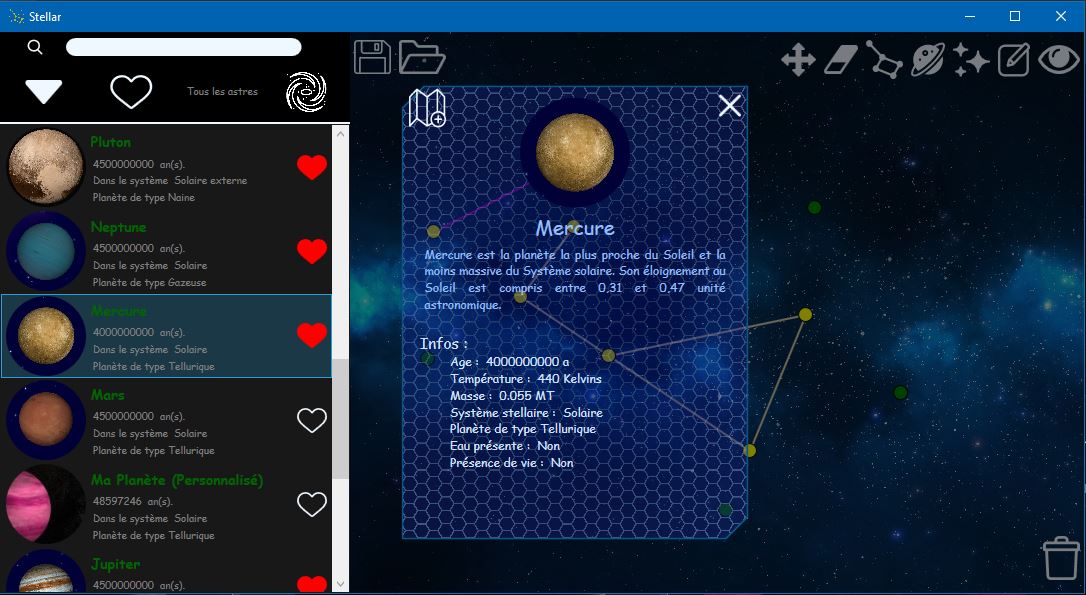 Stellar
Tous les astres
Pluton
4500000000 an(s).
Dans le système Solaire externe
Planète de type Naine
Neptune
4500000000 an(s).
Dans le système Solaire
Planète de type Gazeuse
Mercure
4000000000 an(s).
Dans le système Solaire
Planète de type Tellurique
Mars
4500000000 an(s).
Dans le système Solaire
Planète de type Tellurique
Ma Planète (Personnalisé)
48597246 an(s).
Dans le système Solaire
Planète de type Tellurique
Jupiter
4500000000 an(s).
Mercure
Mercure est la planète la plus proche du Soleil et la
moins massive du Système solaire. Son éloignement au
Soleil est compris entre 0,31 et 0,47 unité
astronomique.
Infos :
Age : 4000000000 a
Température : 440 Kelvins
Masse : 0.055 MT
Système stellaire : Solaire
Planète de type Tellurique
Eau présente : Non
Présence de vie : Non